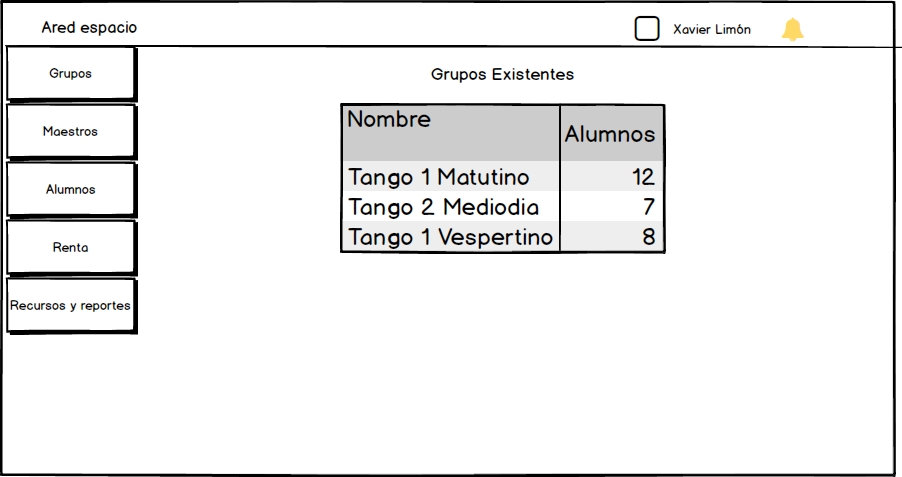 Ared espacio
Xavier Limón
Grupos
Maestros
Alumnos
Renta
Recursos y reportes
Grupos Existentes
Nombre Alumnos
Tango 1 Matutino 12
Tango 2 Mediodia 7
Tango 1 Vespertino 8